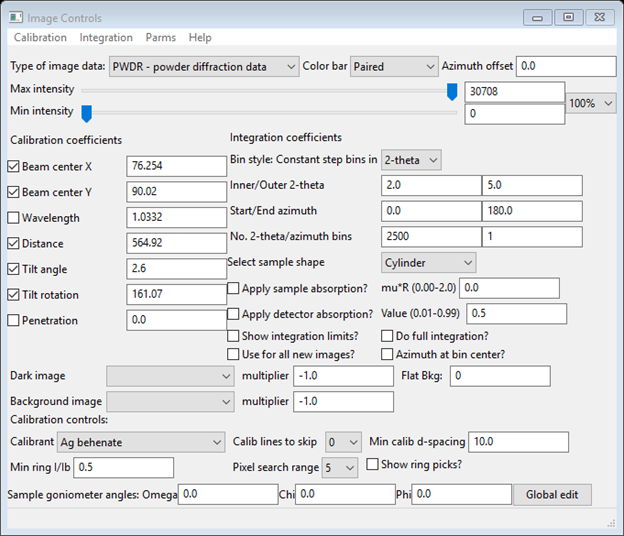 Image Controls
Calibration Integration Parms Help
Type of image data: PWDR - powder diffraction data Color bar Paired Azimuth offset 0.0
Max intensity 30708
100%
Min intensity 0
Calibration coefficients Integration coefficients
Beam center X 76.254 Bin style: Constant step bins in 2-theta
Beam center Y 90.02 Inner/Outer 2-theta 2.0 5.0
Wavelength 1.0332 Start/End azimuth 0.0 180.0
Distance 564.92 No. 2-theta/azimuth bins 2500 1
Tilt angle 2.6 Select sample shape Cylinder
Tilt rotation 161.07 Apply sample absorption? mu*R (0.00-2.0) 0.0
Penetration 0.0 Apply detector absorption? Value (0.01-0.99) 0.5
Show integration limits? Do full integration?
Use for all new images? Azimuth at bin center?
Dark image multiplier -1.0 Flat Bkg: 0
Background image multiplier -1.0
Calibration controls:
Calibrant Ag behenate Calib lines to skip 0 Min calib d-spacing 10.0
Min ring I/Ib 0.5 Pixel search range 5 Show ring picks?
Sample goniometer angles: Omega 0.0 Chi 0.0 Phi 0.0 Global edit